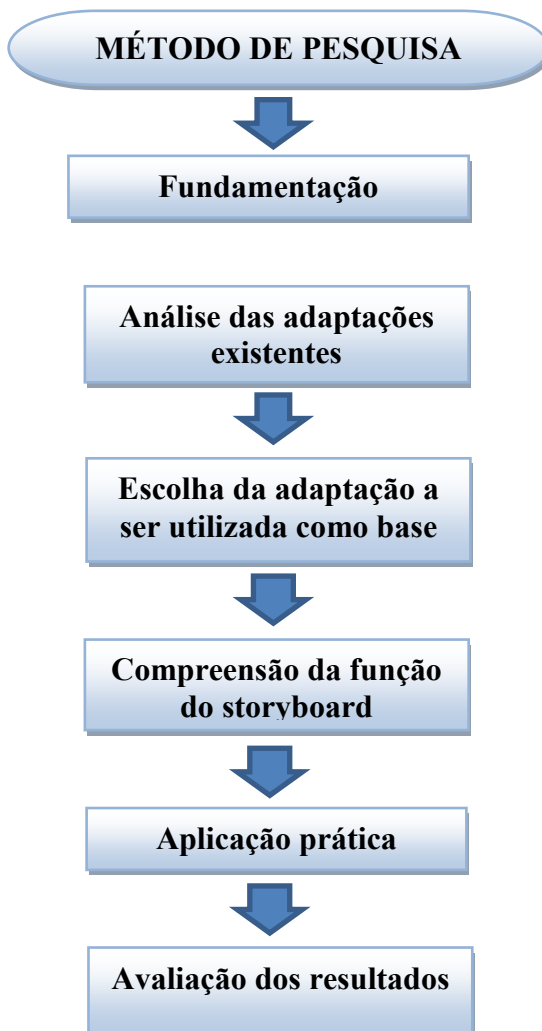 MÉTODO DE PESQUISA
Fundamentação
Análise das adaptações
existentes
Escolha da adaptação a
ser utilizada como base
Compreensão da função
do storyboard
Aplicação prática
Avaliação dos resultados